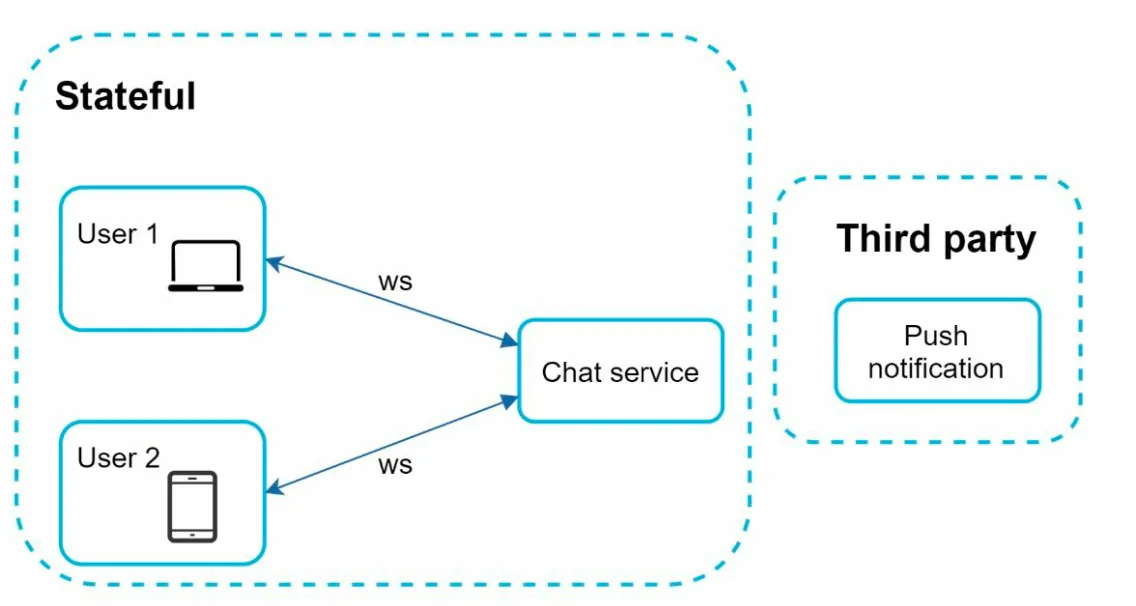 Stateful
User 1
ws
Chat service
User 2
ws
Third party
Push
notification